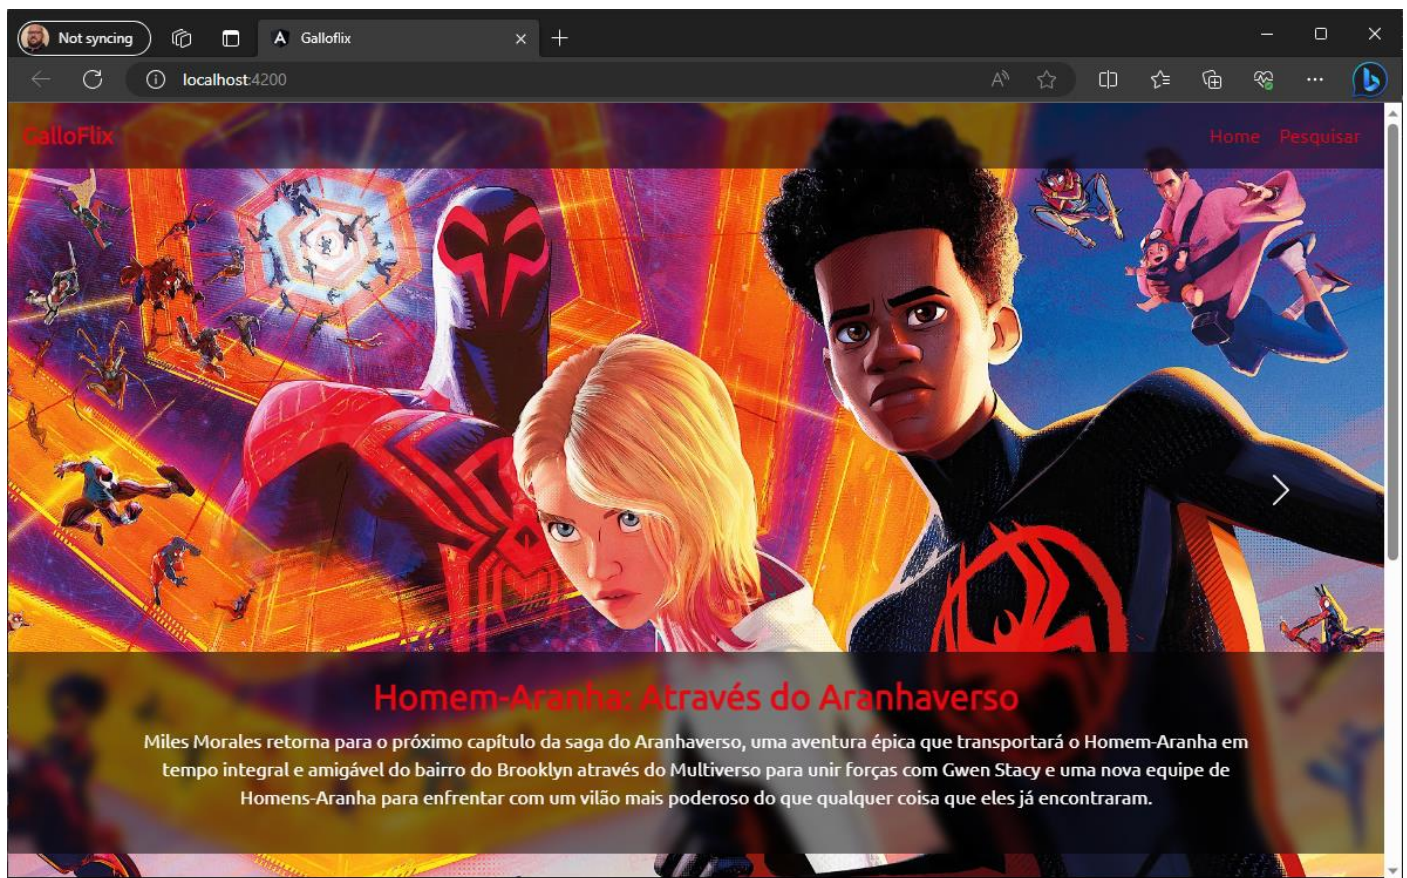 Not syncing
Galloflix
localhost:4200
GalloFlix
Home Pesquisar
Homem-Aranha: Através do Aranhaverso
Miles Morales retorna para o próximo capítulo da saga do Aranhaverso, uma aventura épica que transportará o Homem-Aranha em
tempo integral e amigável do bairro do Brooklyn através do Multiverso para unir forças com Gwen Stacy e uma nova equipe de
Homens-Aranha para enfrentar com um vilão mais poderoso do que qualquer coisa que eles já encontraram.